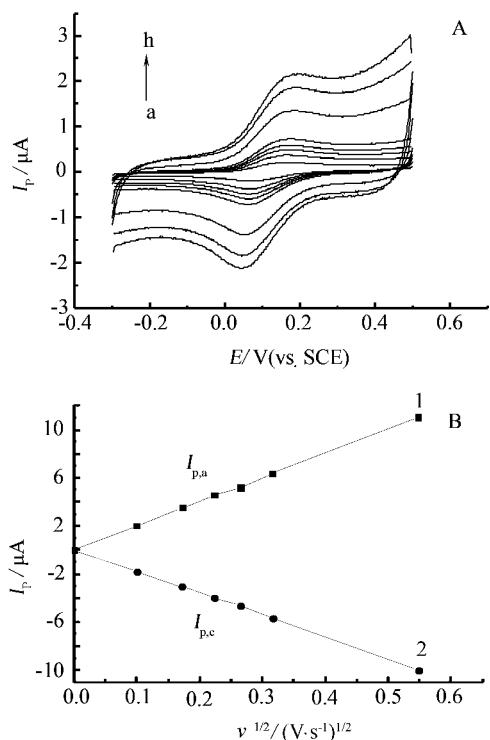 A
h
a
3
2
1
0
-1
-2
-3
I_p / μA
-0.4 -0.2 0.0 0.2 0.4 0.6
E/ V(vs. SCE)
B
1
I_p,a
10
6
2
-2
-6
-10
I_p / μA
I_p,c
2
0.0 0.1 0.2 0.3 0.4 0.5 0.6
v 1/2 / (V·s-1)1/2